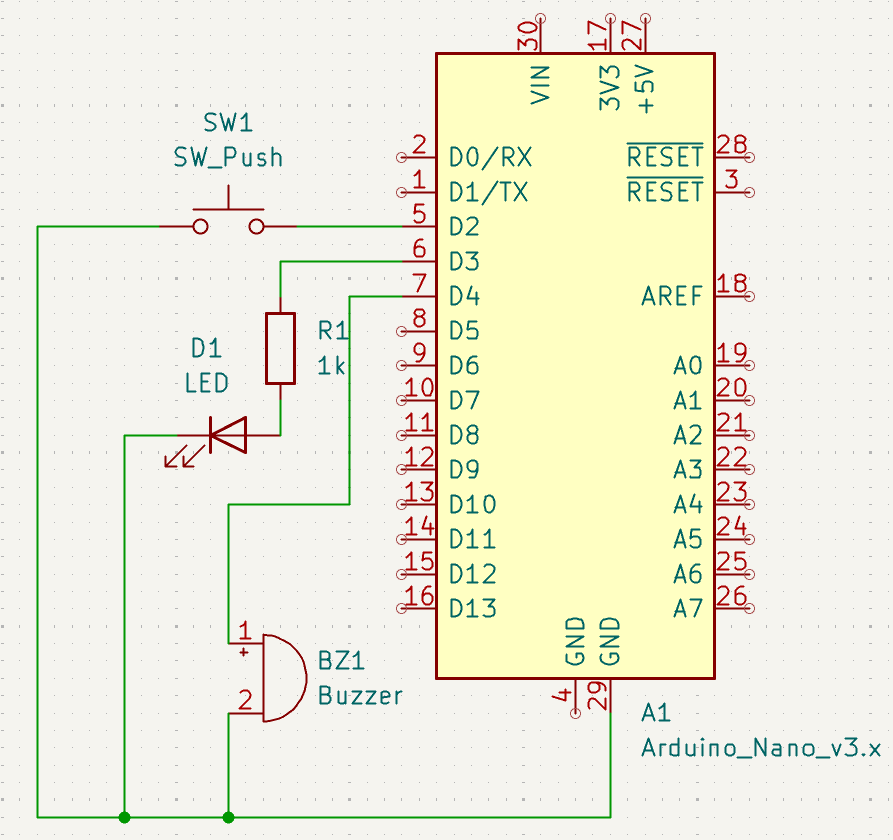 30
17
27
VIN
3V3
+5V
SW1
SW_Push
2
D0/RX
RESET
28
1
D1/TX
RESET
3
5
D2
6
D3
7
D4
AREF
18
8
D5
R1
1k
D1
LED
9
D6
A0
19
10
D7
A1
20
11
D8
A2
21
12
D9
A3
22
13
D10
A4
23
14
D11
A5
24
15
D12
A6
25
16
D13
A7
26
GND
GND
4
29
1
+
2
BZ1
Buzzer
A1
Arduino_Nano_v3.x